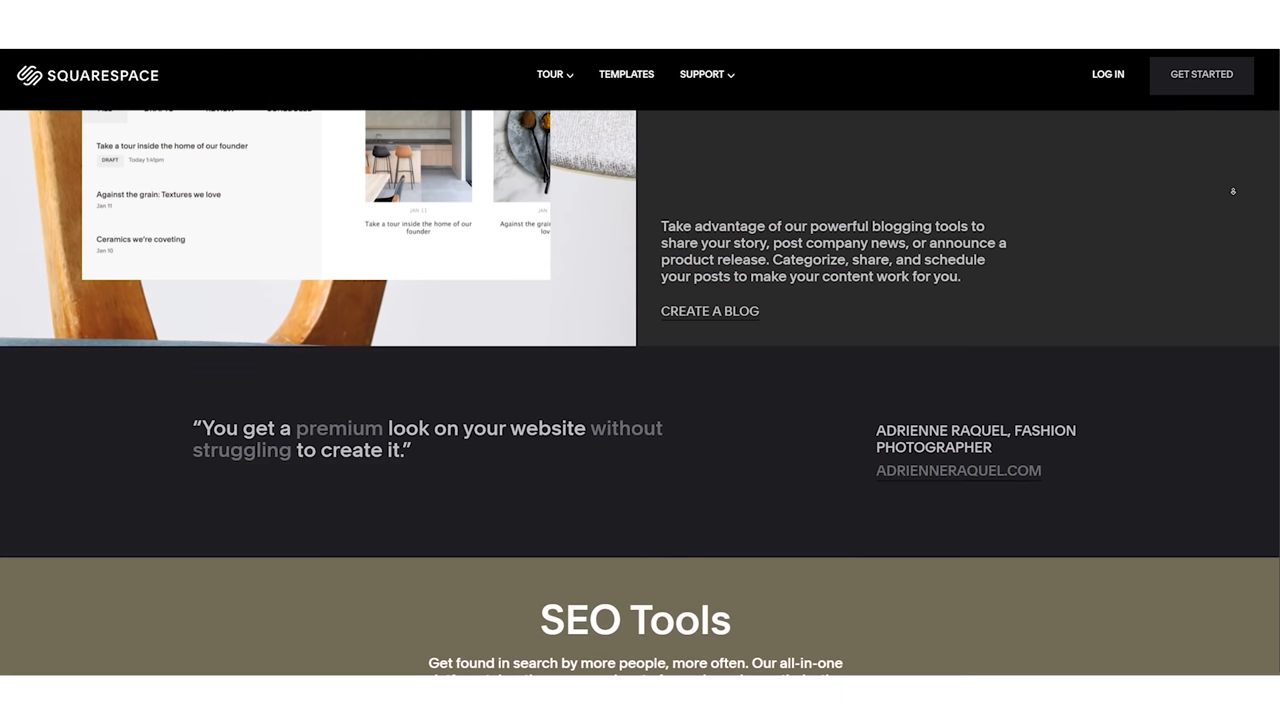 SQUARESPACE
TOUR
TEMPLATES
SUPPORT
LOG IN
GET STARTED
Take a tour inside the home of our founder
DRAFT Today 1:41pm
Against the grain: Textures we love
Jan 11
Ceramics we're coveting
Jan 10
JAN 11
Take a tour inside the home of our
founder
JAN
Against the
Take advantage of our powerful blogging tools to
share your story, post company news, or announce a
product release. Categorize, share, and schedule
your posts to make your content work for you.
CREATE A BLOG
“You get a premium look on your website without
struggling to create it.”
ADRIENNE RAQUEL, FASHION
PHOTOGRAPHER
ADRIENNERAQUEL.COM
SEO Tools
Get found in search by more people, more often. Our all-in-one